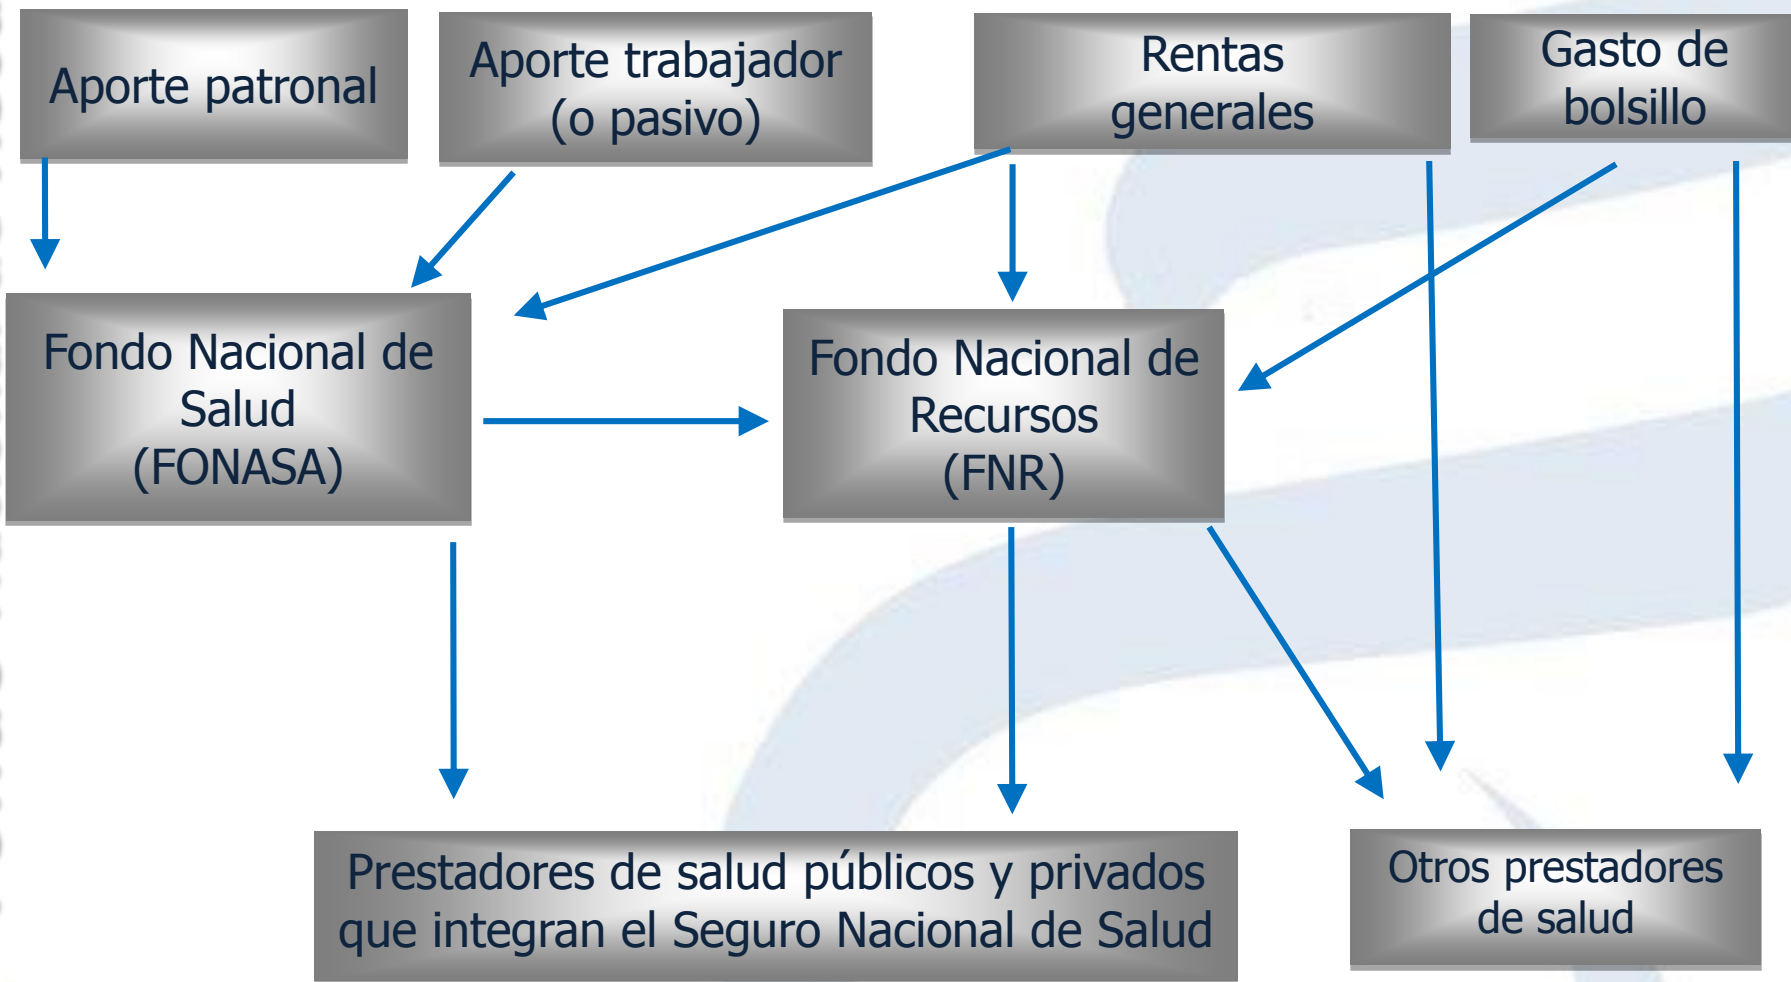 Aporte patronal
Aporte trabajador
(o pasivo)
Rentas
generales
Gasto de
bolsillo
Fondo Nacional de
Salud
(FONASA)
Fondo Nacional de
Recursos
(FNR)
Prestadores de salud públicos y privados
que integran el Seguro Nacional de Salud
Otros prestadores
de salud